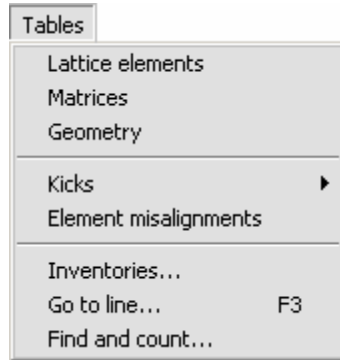 Tables
Lattice elements
Matrices
Geometry
Kicks
Element misalignments
Inventories...
Go to line... F3
Find and count...